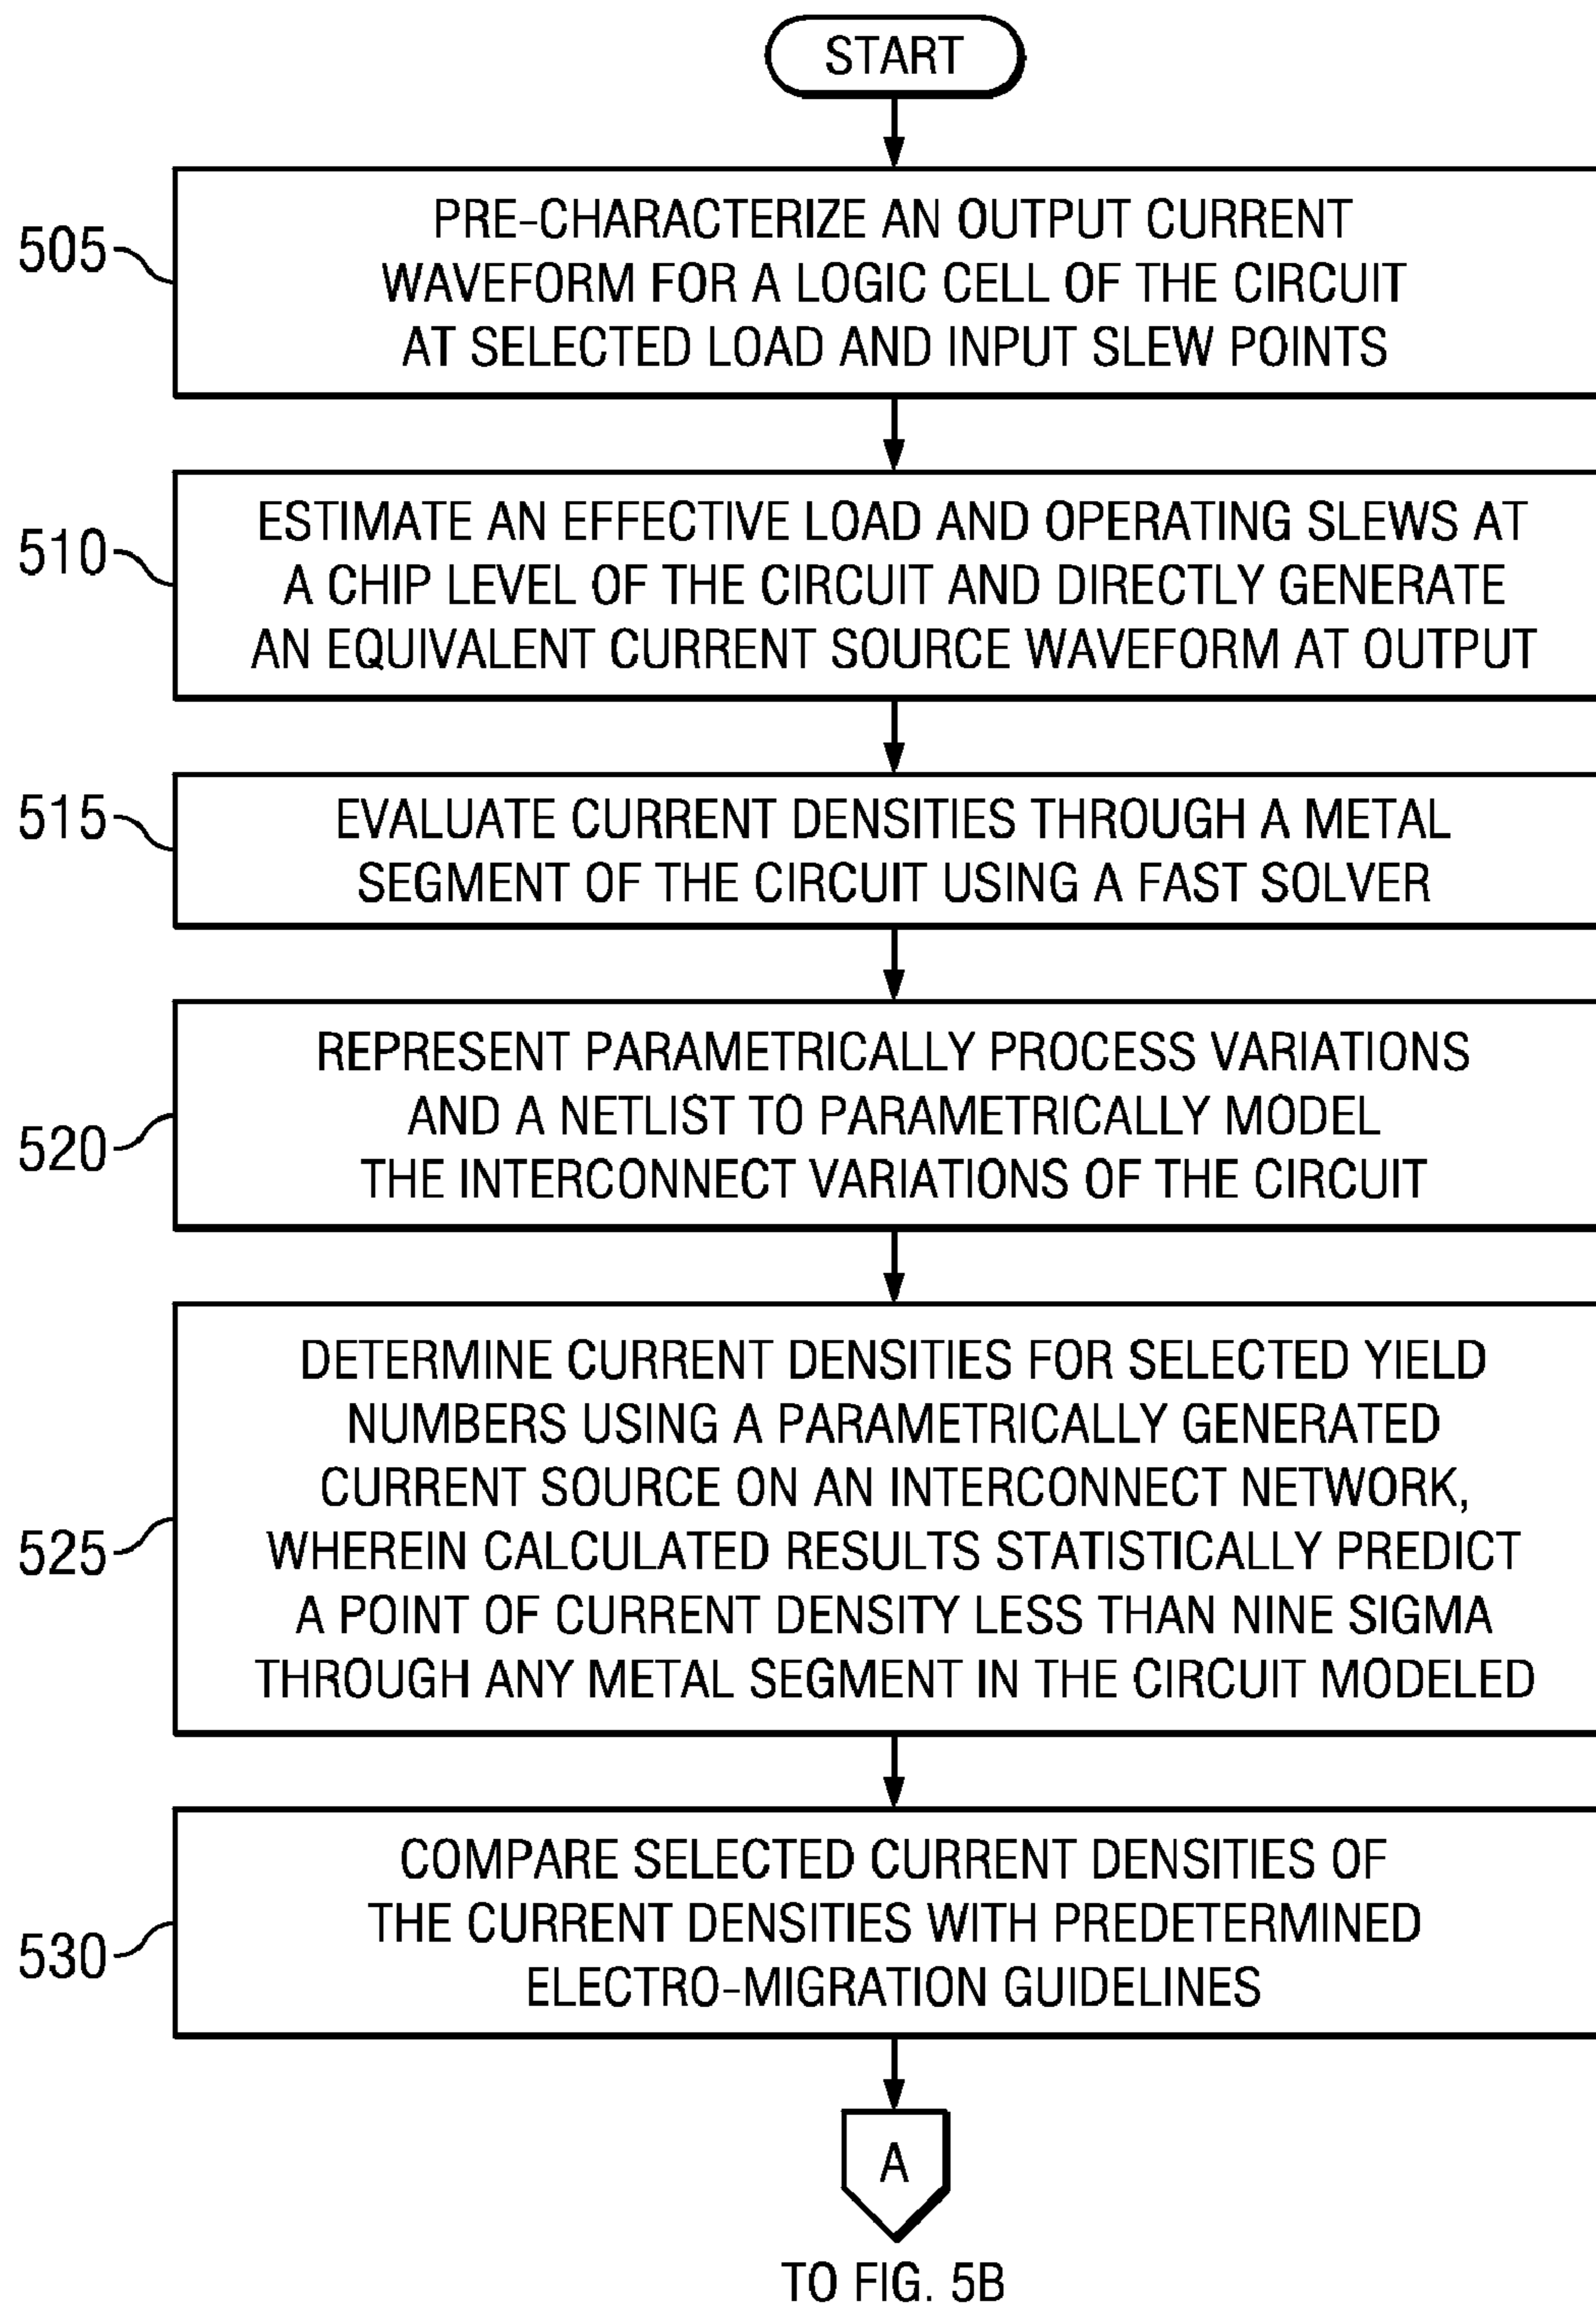 START
505
PRE-CHARACTERIZE AN OUTPUT CURRENT
WAVEFORM FOR A LOGIC CELL OF THE CIRCUIT
AT SELECTED LOAD AND INPUT SLEW POINTS
510
ESTIMATE AN EFFECTIVE LOAD AND OPERATING SLEWS AT
A CHIP LEVEL OF THE CIRCUIT AND DIRECTLY GENERATE
AN EQUIVALENT CURRENT SOURCE WAVEFORM AT OUTPUT
515
EVALUATE CURRENT DENSITIES THROUGH A METAL
SEGMENT OF THE CIRCUIT USING A FAST SOLVER
520
REPRESENT PARAMETRICALLY PROCESS VARIATIONS
AND A NETLIST TO PARAMETRICALLY MODEL
THE INTERCONNECT VARIATIONS OF THE CIRCUIT
525
DETERMINE CURRENT DENSITIES FOR SELECTED YIELD
NUMBERS USING A PARAMETRICALLY GENERATED
CURRENT SOURCE ON AN INTERCONNECT NETWORK,
WHEREIN CALCULATED RESULTS STATISTICALLY PREDICT
A POINT OF CURRENT DENSITY LESS THAN NINE SIGMA
THROUGH ANY METAL SEGMENT IN THE CIRCUIT MODELED
530
COMPARE SELECTED CURRENT DENSITIES OF
THE CURRENT DENSITIES WITH PREDETERMINED
ELECTRO-MIGRATION GUIDELINES
A
TO FIG. 5B